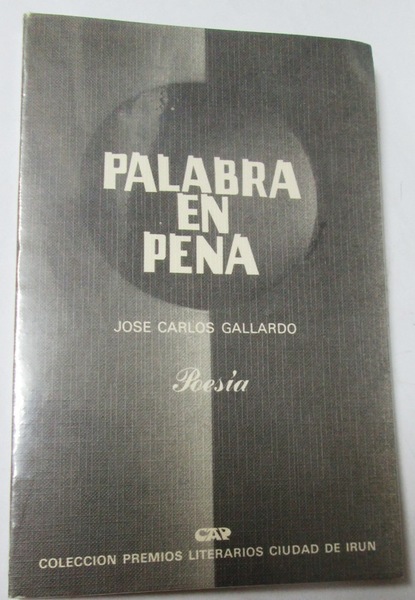 PALABRA
EN
PENA
JOSE CARLOS GALLARDO
Poesía
CAP
COLECCION PREMIOS LITERARIOS CIUDAD DE IRUN